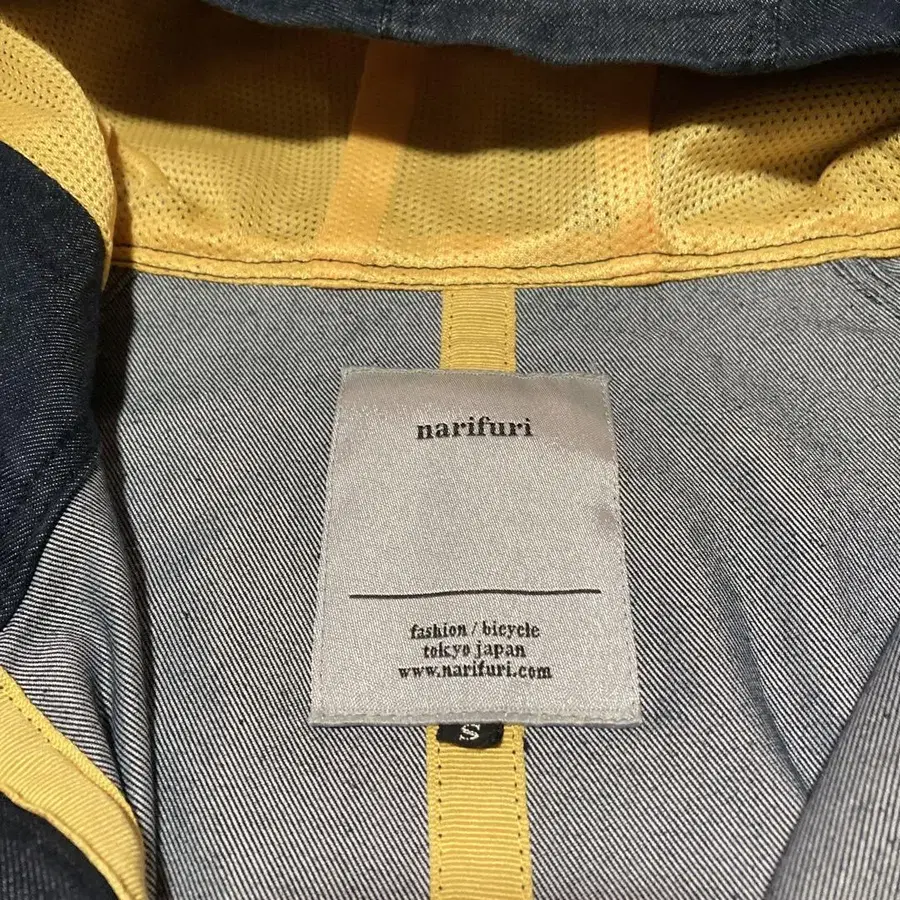 narifuri
fashion / bicycle
tokyo japan
www.narifuri.com
S